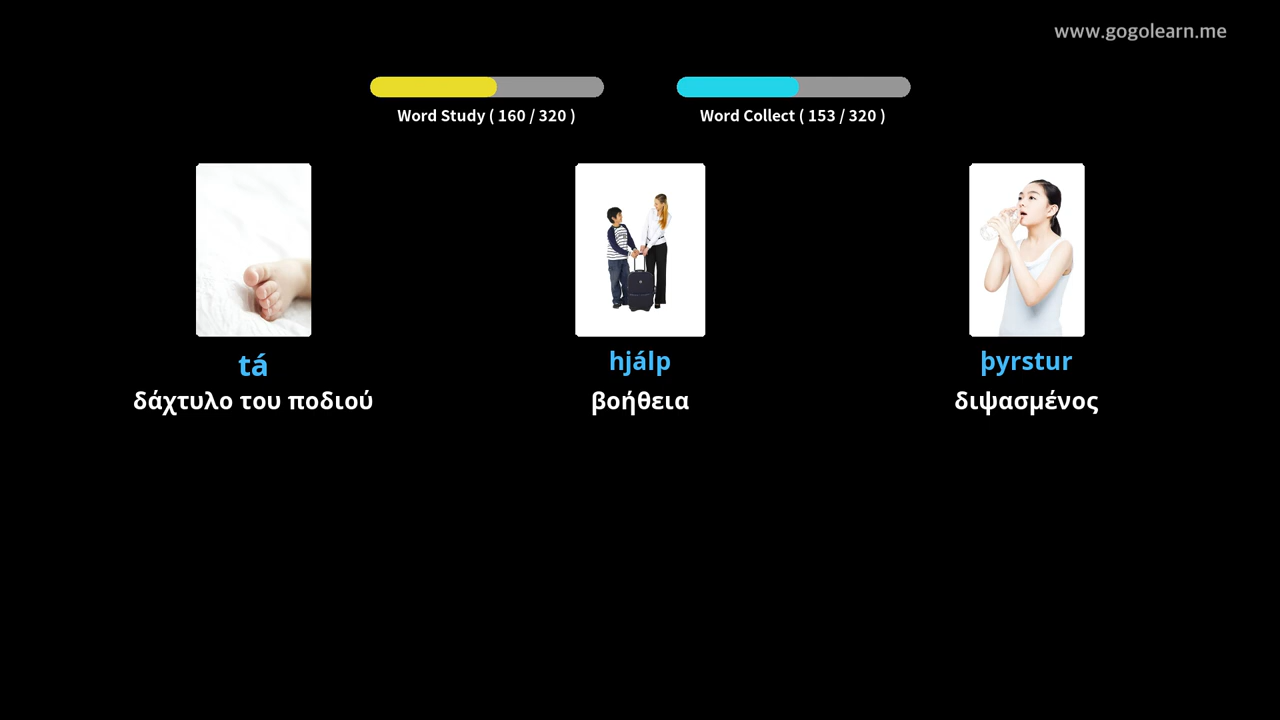 www.gogolearn.me
Word Study ( 160 / 320 )
Word Collect ( 153 / 320 )
tá
hjálp
þyrstur
δάχτυλο του ποδιού
βοήθεια
διψασμένος